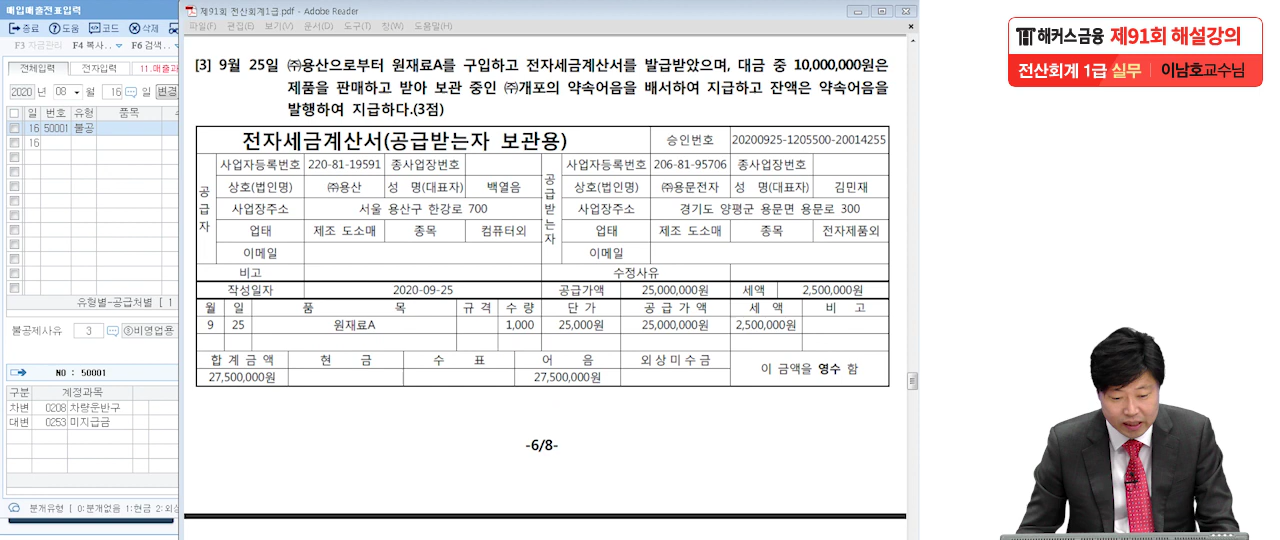 매입매출전표입력
종료 도움 코드 삭제
F3 자금관리 F4 복사.. F6 검색..
전체입력 전자입력 11.매출과
2020 년 08 월 16 일 변경
일 번호 유형 품목
16 50001 불공
16
유형별-공급처별 [ 1
불공제사유 3 ③비영업용
NO : 50001
구분 계정과목
차변 0208 차량운반구
대변 0253 미지급금
분개유형 [ 0:분개없음 1:현금 2:외상
제91회 전산회계1급.pdf - Adobe Reader
파일(F) 편집(E) 보기(V) 문서(D) 도구(T) 창(W) 도움말(H)
[3] 9월 25일 ㈜용산으로부터 원재료A를 구입하고 전자세금계산서를 발급받았으며, 대금 중 10,000,000원은
제품을 판매하고 받아 보관 중인 ㈜개포의 약속어음을 배서하여 지급하고 잔액은 약속어음을
발행하여 지급하다.(3점)
전자세금계산서(공급받는자 보관용) 승인번호 20200925-1205500-20014255
공급자 사업자등록번호 220-81-19591 종사업장번호 공급받는자 사업자등록번호 206-81-95706 종사업장번호
상호(법인명) ㈜용산 성 명(대표자) 백열음 상호(법인명) ㈜용문전자 성 명(대표자) 김민재
사업장주소 서울 용산구 한강로 700 사업장주소 경기도 양평군 용문면 용문로 300
업태 제조 도소매 종목 컴퓨터외 업태 제조 도소매 종목 전자제품외
이메일 이메일
비고 수정사유
작성일자 2020-09-25 공급가액 25,000,000원 세액 2,500,000원
월 일 품 목 규 격 수 량 단 가 공 급 가 액 세 액 비 고
9 25 원재료A 1,000 25,000원 25,000,000원 2,500,000원
합 계 금 액 현 금 수 표 어 음 외 상 미 수 금 이 금액을 영수 함
27,500,000원 27,500,000원
-6/8-
해커스금융 제91회 해설강의
전산회계 1급 실무 이남호교수님